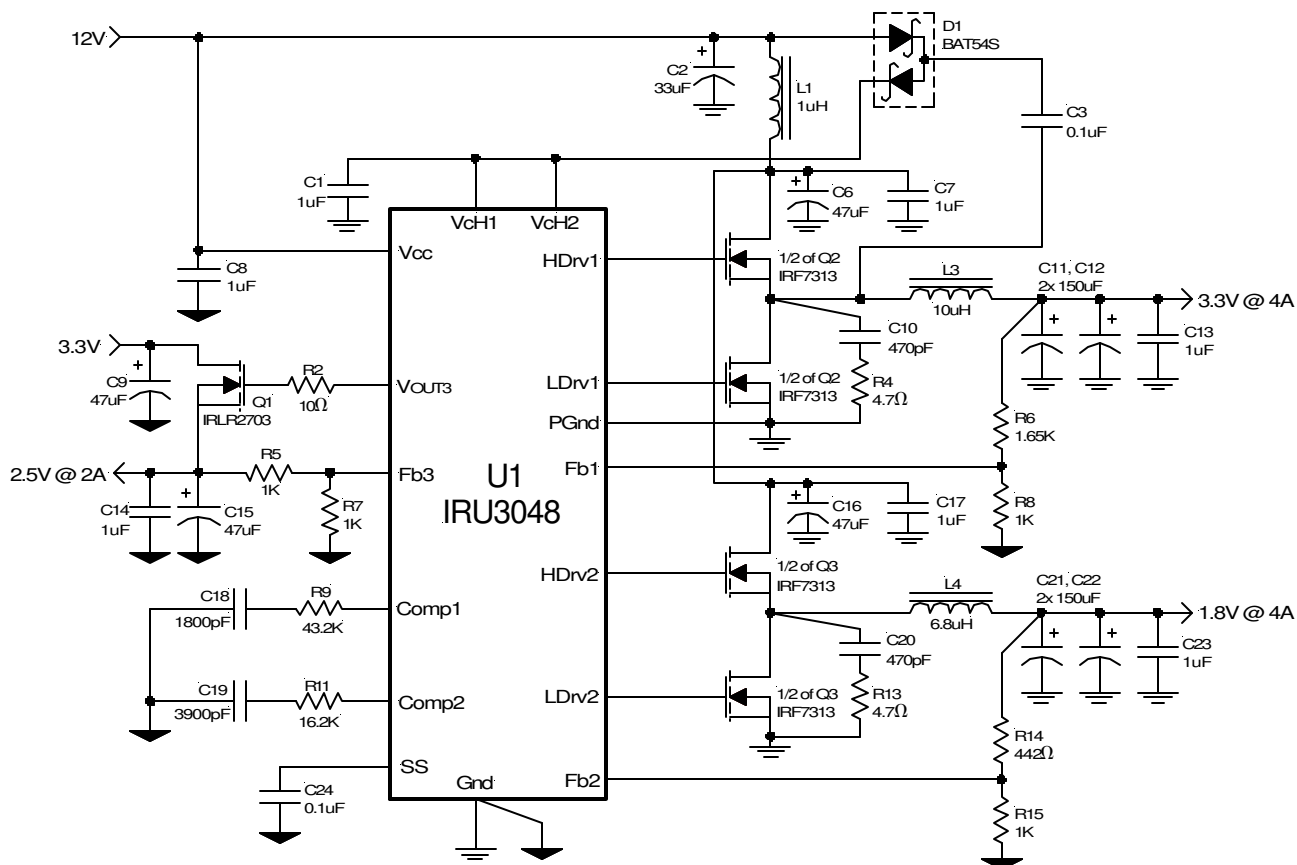 12V
C2
33uF
L1
1uH
D1
BAT54S
C3
0.1uF
C1
1uF
VcH1
VcH2
C6
47uF
C7
1uF
Vcc
C8
1uF
HDrv1
1/2 of Q2
IRF7313
L3
10uH
C11, C12
2x 150uF
3.3V @ 4A
C13
1uF
C10
470pF
R4
4.7Ω
3.3V
C9
47uF
Q1
IRLR2703
R2
10Ω
VOUT3
LDrv1
1/2 of Q2
IRF7313
PGnd
R6
1.65K
2.5V @ 2A
R5
1K
Fb3
U1
IRU3048
Fb1
C14
1uF
C15
47uF
R7
1K
C16
47uF
C17
1uF
R8
1K
HDrv2
1/2 of Q3
IRF7313
L4
6.8uH
C21, C22
2x 150uF
1.8V @ 4A
C23
1uF
C18
1800pF
R9
43.2K
Comp1
C20
470pF
R13
4.7Ω
C19
3900pF
R11
16.2K
Comp2
LDrv2
1/2 of Q3
IRF7313
R14
442Ω
SS
C24
0.1uF
Gnd
Fb2
R15
1K